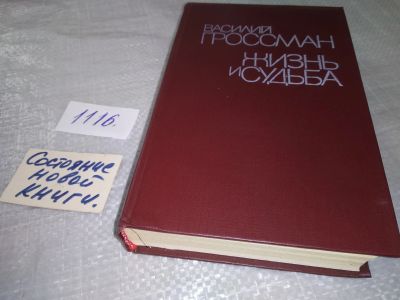 ВАСИЛИЙ
ГРОССМАН
ЖИЗНЬ
И СУДЬБА
1116.
Состояние
новой
книги.